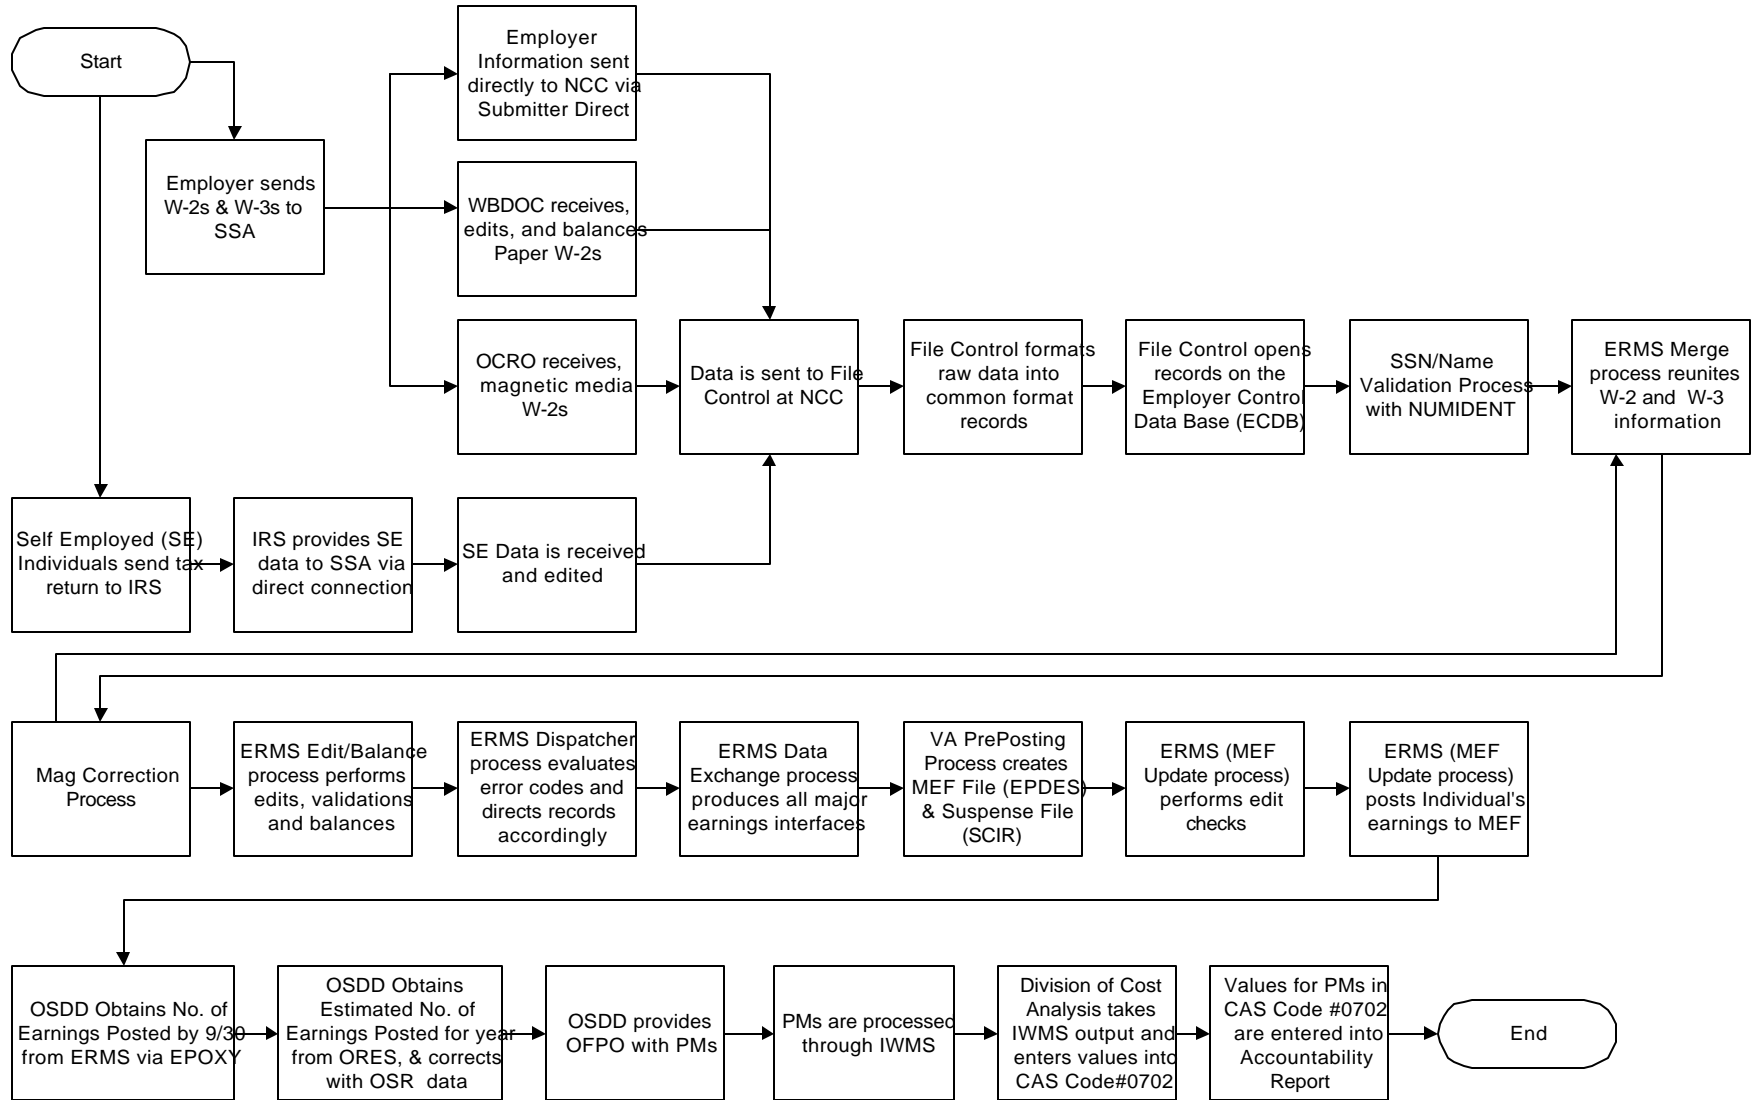 Start
Employer
Information sent
directly to NCC via
Submitter Direct
Employer sends
W-2s & W-3s to
SSA
WBDOC receives,
edits, and balances
Paper W-2s
OCRO receives,
magnetic media
W-2s
Data is sent to File
Control at NCC
File Control formats
raw data into
common format
records
File Control opens
records on the
Employer Control
Data Base (ECDB)
SSN/Name
Validation Process
with NUMIDENT
ERMS Merge
process reunites
W-2 and W-3
information
Self Employed (SE)
Individuals send tax
return to IRS
IRS provides SE
data to SSA via
direct connection
SE Data is received
and edited
Mag Correction
Process
ERMS Edit/Balance
process performs
edits, validations
and balances
ERMS Dispatcher
process evaluates
error codes and
directs records
accordingly
ERMS Data
Exchange process
produces all major
earnings interfaces
VA PrePosting
Process creates
MEF File (EPDES)
& Suspense File
(SCIR)
ERMS (MEF
Update process)
performs edit
checks
ERMS (MEF
Update process)
posts Individual's
earnings to MEF
OSDD Obtains No. of
Earnings Posted by 9/30
from ERMS via EPOXY
OSDD Obtains
Estimated No. of
Earnings Posted for year
from ORES, & corrects
with OSR data
OSDD provides
OFPO with PMs
PMs are processed
through IWMS
Division of Cost
Analysis takes
IWMS output and
enters values into
CAS Code#0702
Values for PMs in
CAS Code #0702
are entered into
Accountability
Report
End